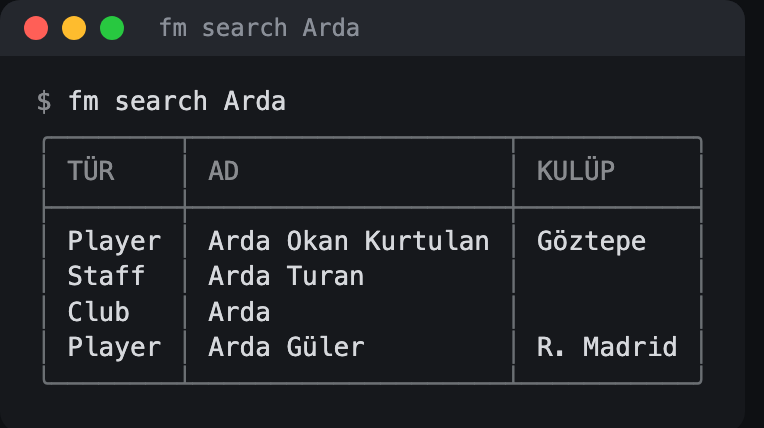 fm search Arda
$ fm search Arda
TÜR AD KULÜP
Player Arda Okan Kurtulan Göztepe
Staff Arda Turan
Club Arda
Player Arda Güler R. Madrid